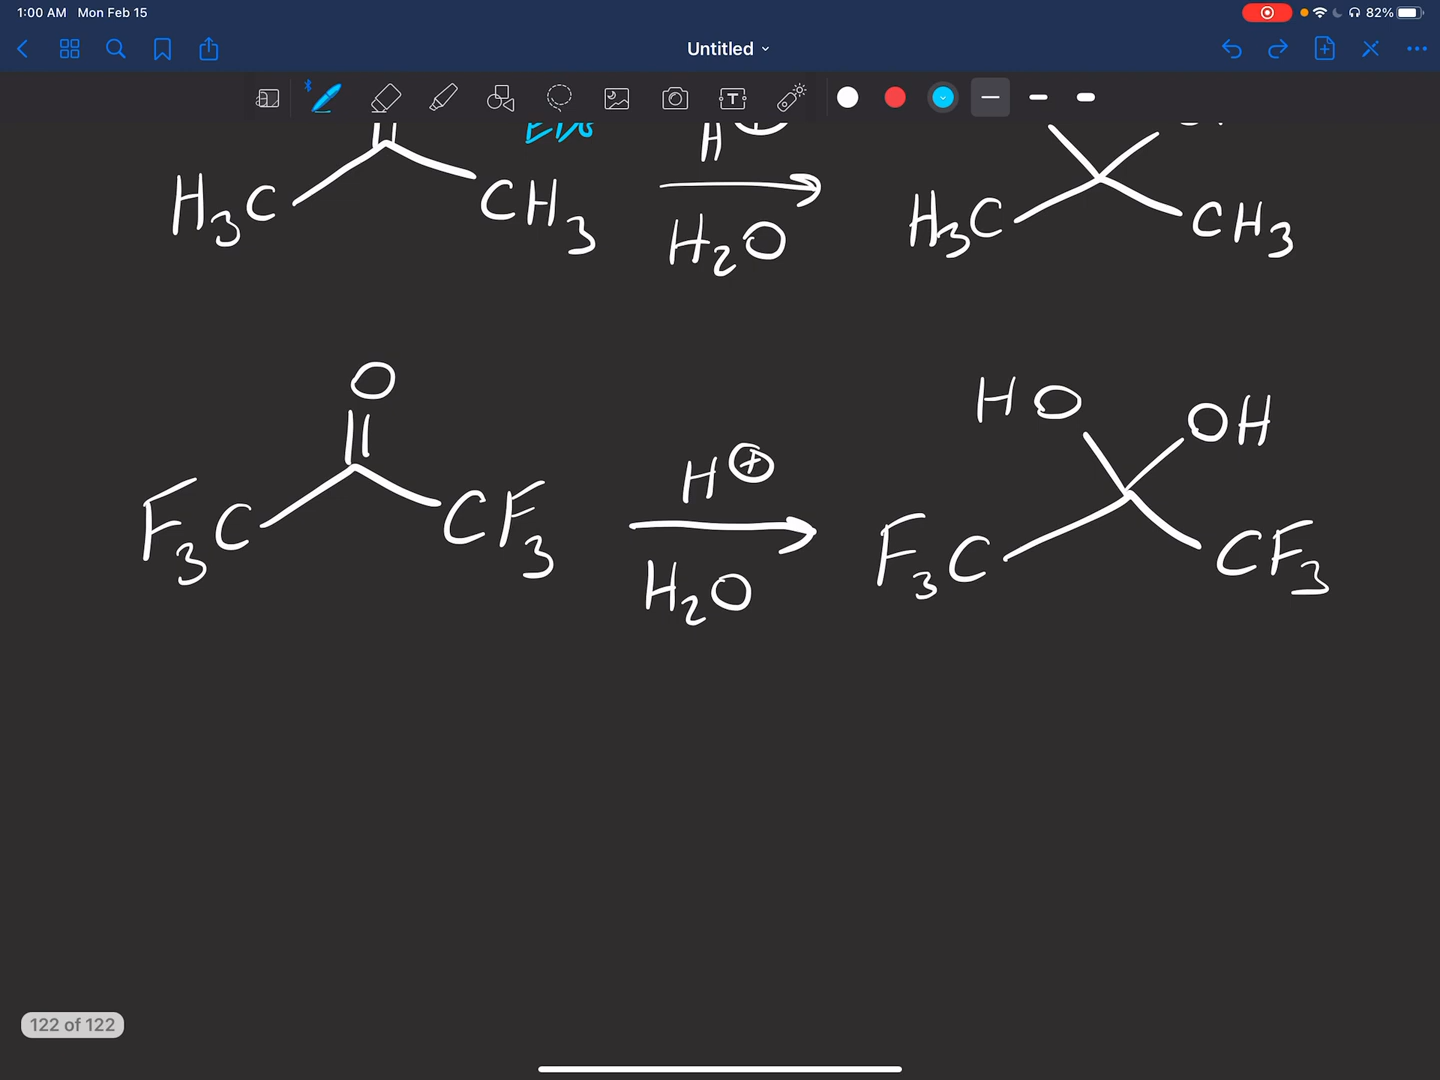 1:00 AM Mon Feb 15
82%
Untitled
T
EDG
H⊕
H₃C CH₃
H₂O
H₃C CH₃
O
F₃C CF₃
H⊕
H₂O
HO OH
F₃C CF₃
122 of 122